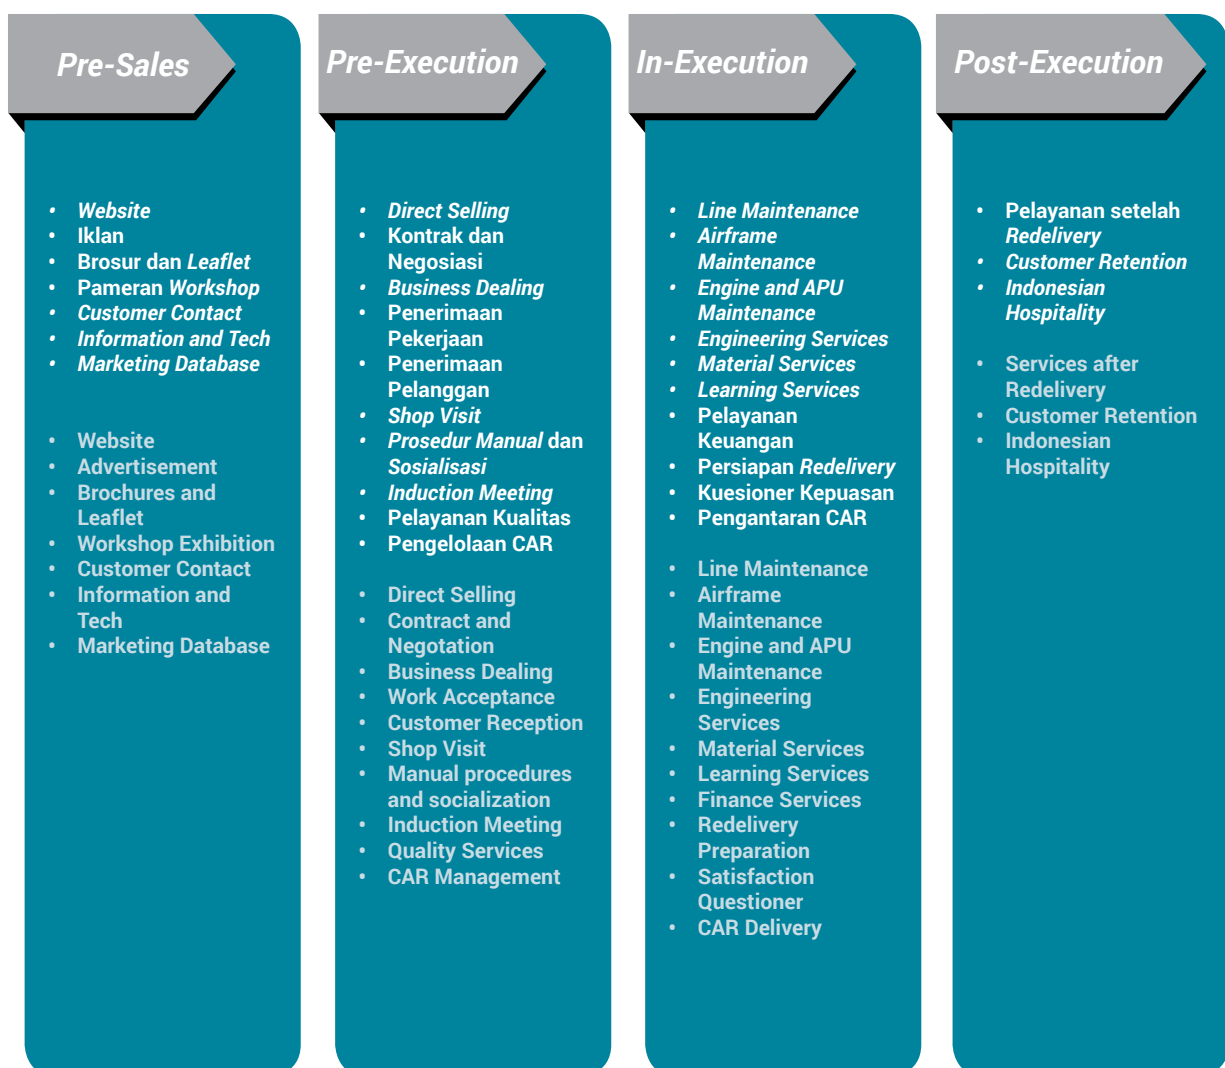 Pre-Sales
• Website
• Iklan
• Brosur dan Leaflet
• Pameran Workshop
• Customer Contact
• Information and Tech
• Marketing Database
• Website
• Advertisement
• Brochures and
Leaflet
• Workshop Exhibition
• Customer Contact
• Information and
Tech
• Marketing Database
Pre-Execution
• Direct Selling
• Kontrak dan
Negosiasi
• Business Dealing
• Penerimaan
Pekerjaan
• Penerimaan
Pelanggan
• Shop Visit
• Prosedur Manual dan
Sosialisasi
• Induction Meeting
• Pelayanan Kualitas
• Pengelolaan CAR
• Direct Selling
• Contract and
Negotation
• Business Dealing
• Work Acceptance
• Customer Reception
• Shop Visit
• Manual procedures
and socialization
• Induction Meeting
• Quality Services
• CAR Management
In-Execution
• Line Maintenance
• Airframe
Maintenance
• Engine and APU
Maintenance
• Engineering Services
• Material Services
• Learning Services
• Pelayanan
Keuangan
• Persiapan Redelivery
• Kuesioner Kepuasan
• Pengantaran CAR
• Line Maintenance
• Airframe
Maintenance
• Engine and APU
Maintenance
• Engineering
Services
• Material Services
• Learning Services
• Finance Services
• Redelivery
Preparation
• Satisfaction
Questioner
• CAR Delivery
Post-Execution
• Pelayanan setelah
Redelivery
• Customer Retention
• Indonesian
Hospitality
• Services after
Redelivery
• Customer Retention
• Indonesian
Hospitality